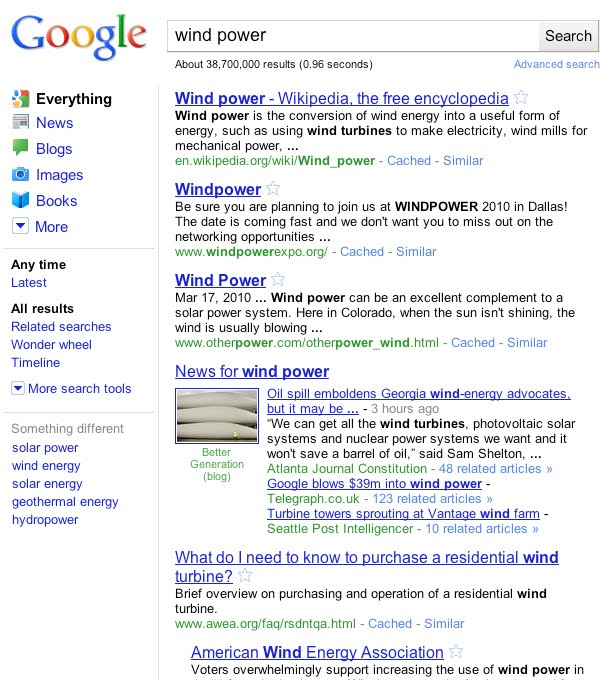 Google
wind power
Search
About 38,700,000 results (0.96 seconds)
Advanced search
Everything
News
Blogs
Images
Books
More
Any time
Latest
All results
Related searches
Wonder wheel
Timeline
More search tools
Something different
solar power
wind energy
solar energy
geothermal energy
hydropower
Wind power - Wikipedia, the free encyclopedia
Wind power is the conversion of wind energy into a useful form of
energy, such as using wind turbines to make electricity, wind mills for
mechanical power, ...
en.wikipedia.org/wiki/Wind_power - Cached - Similar
Windpower
Be sure you are planning to join us at WINDPOWER 2010 in Dallas!
The date is coming fast and we don't want you to miss out on the
networking opportunities ...
www.windpowerexpo.org/ - Cached - Similar
Wind Power
Mar 17, 2010 ... Wind power can be an excellent complement to a
solar power system. Here in Colorado, when the sun isn't shining, the
wind is usually blowing ...
www.otherpower.com/otherpower_wind.html - Cached - Similar
News for wind power
Better
Generation
(blog)
Oil spill emboldens Georgia wind-energy advocates,
but it may be ... - 3 hours ago
“We can get all the wind turbines, photovoltaic solar
systems and nuclear power systems we want and it
won't save a barrel of oil,” said Sam Shelton, ...
Atlanta Journal Constitution - 48 related articles »
Google blows $39m into wind power -
Telegraph.co.uk - 123 related articles »
Turbine towers sprouting at Vantage wind farm -
Seattle Post Intelligencer - 10 related articles »
What do I need to know to purchase a residential wind
turbine?
Brief overview on purchasing and operation of a residential wind
turbine.
www.awea.org/faq/rsdntqa.html - Cached - Similar
American Wind Energy Association
Voters overwhelmingly support increasing the use of wind power in